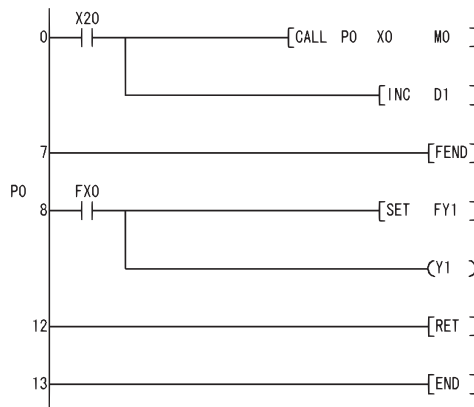 X20
0 [CALL P0 X0 M0]
[INC D1]
7 [FEND]
P0 FX0
8 [SET FY1]
(Y1)
12 [RET]
13 [END]